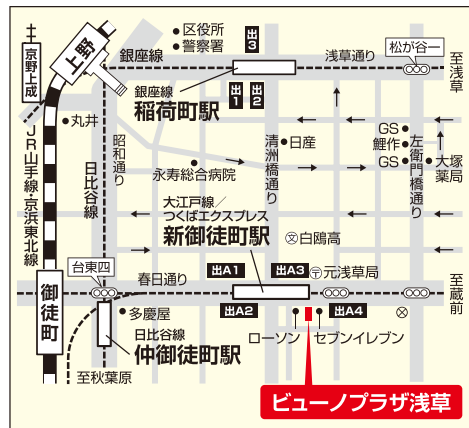 区役所
警察署
出3
松が谷一
上野
銀座線
浅草通り
至浅草
京成上野
出1
出2
銀座線
稲荷町駅
丸井
昭和通り
日比谷線
JR山手線・京浜東北線
永寿総合病院
清洲橋通り
日産
GS
鯉作
GS
左衛門橋通り
大塚薬局
大江戸線／
つくばエクスプレス
新御徒町駅
文
白鴎高
台東四
春日通り
出A1
出A3
〒元浅草局
至蔵前
御徒町
多慶屋
出A2
出A4
日比谷線
仲御徒町駅
ローソン
セブンイレブン
至秋葉原
ビューノプラザ浅草